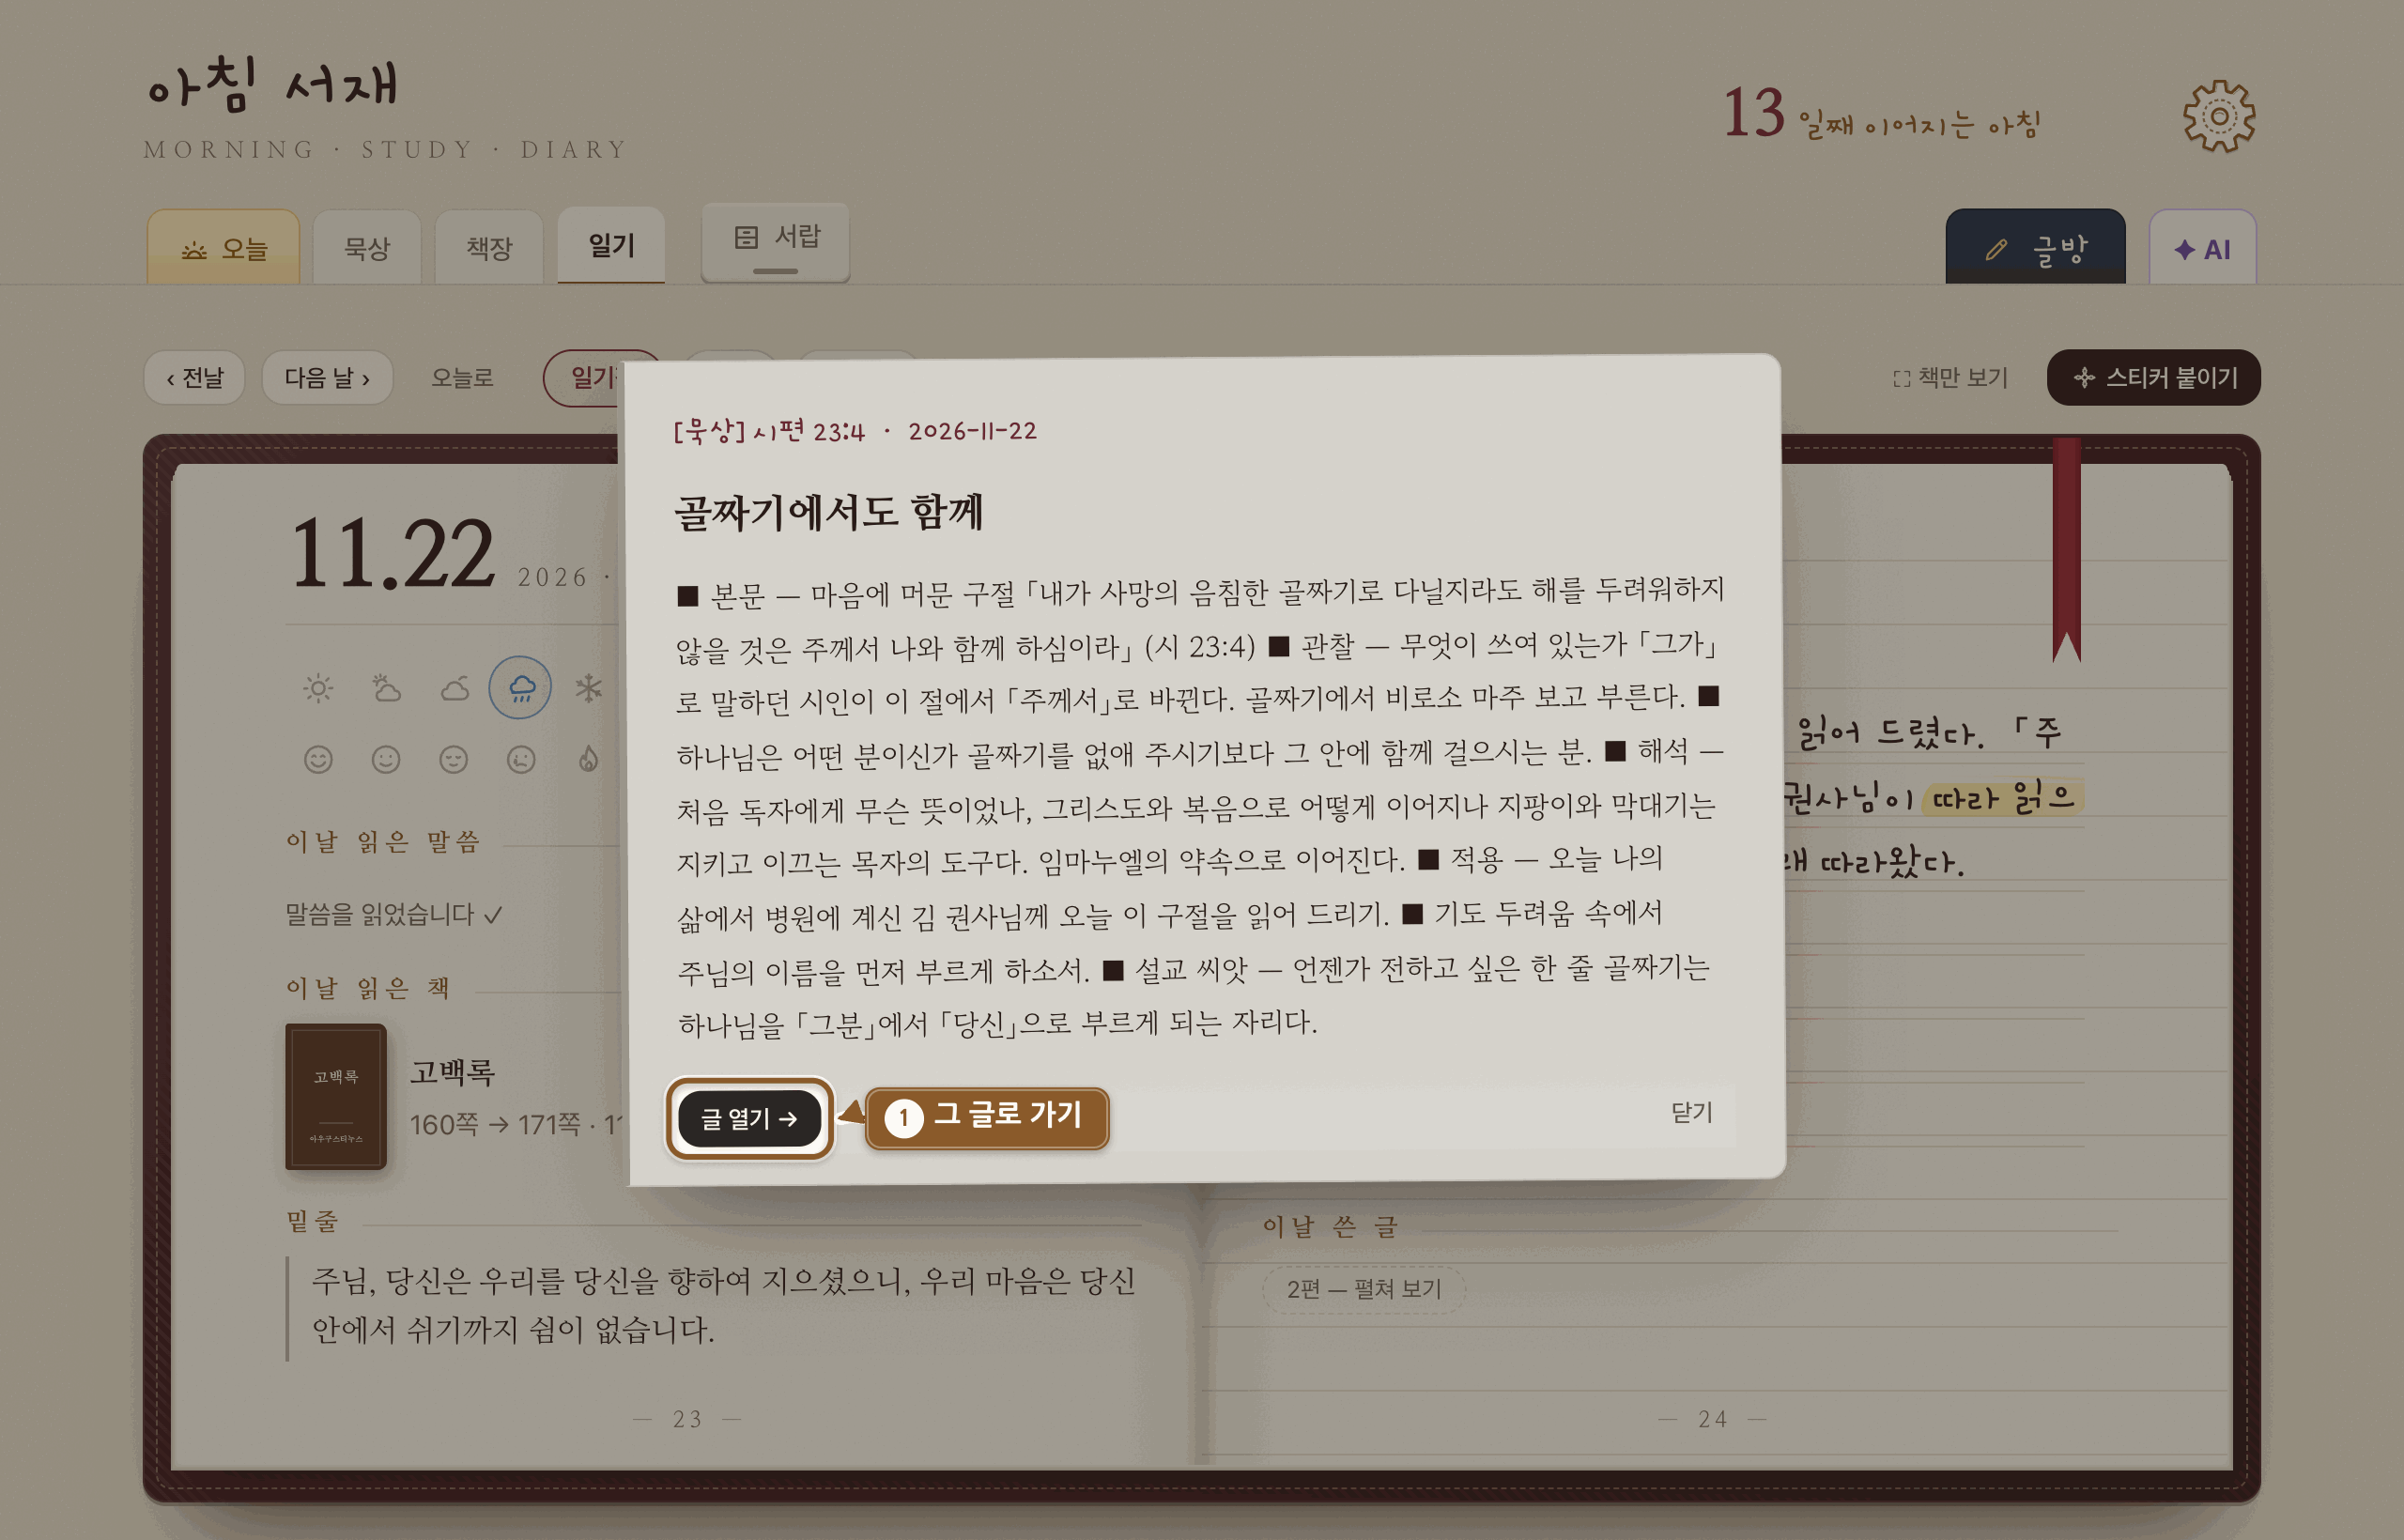 아침 서재
MORNING · STUDY · DIARY
13 일째 이어지는 아침
오늘
묵상
책장
일기
서랍
글방
AI
‹ 전날
다음 날 ›
오늘로
일기
책만 보기
스티커 붙이기
[묵상] 시편 23:4 · 2026-11-22
골짜기에서도 함께
■ 본문 — 마음에 머문 구절 「내가 사망의 음침한 골짜기로 다닐지라도 해를 두려워하지
않을 것은 주께서 나와 함께 하심이라」 (시 23:4) ■ 관찰 — 무엇이 쓰여 있는가 「그가」
로 말하던 시인이 이 절에서 「주께서」로 바뀐다. 골짜기에서 비로소 마주 보고 부른다. ■
하나님은 어떤 분이신가 골짜기를 없애 주시기보다 그 안에 함께 걸으시는 분. ■ 해석 —
처음 독자에게 무슨 뜻이었나, 그리스도와 복음으로 어떻게 이어지나 지팡이와 막대기는
지키고 이끄는 목자의 도구다. 임마누엘의 약속으로 이어진다. ■ 적용 — 오늘 나의
삶에서 병원에 계신 김 권사님께 오늘 이 구절을 읽어 드리기. ■ 기도 두려움 속에서
주님의 이름을 먼저 부르게 하소서. ■ 설교 씨앗 — 언젠가 전하고 싶은 한 줄 골짜기는
하나님을 「그분」에서 「당신」으로 부르게 되는 자리다.
글 열기 →
1 그 글로 가기
닫기
11.22 2026 ·
이날 읽은 말씀
말씀을 읽었습니다 ✓
이날 읽은 책
고백록
아우구스티누스
고백록
160쪽 → 171쪽 · 1
밑줄
주님, 당신은 우리를 당신을 향하여 지으셨으니, 우리 마음은 당신
안에서 쉬기까지 쉼이 없습니다.
— 23 —
읽어 드렸다. 「주
권사님이 따라 읽으
따라왔다.
이날 쓴 글
2편 — 펼쳐 보기
— 24 —